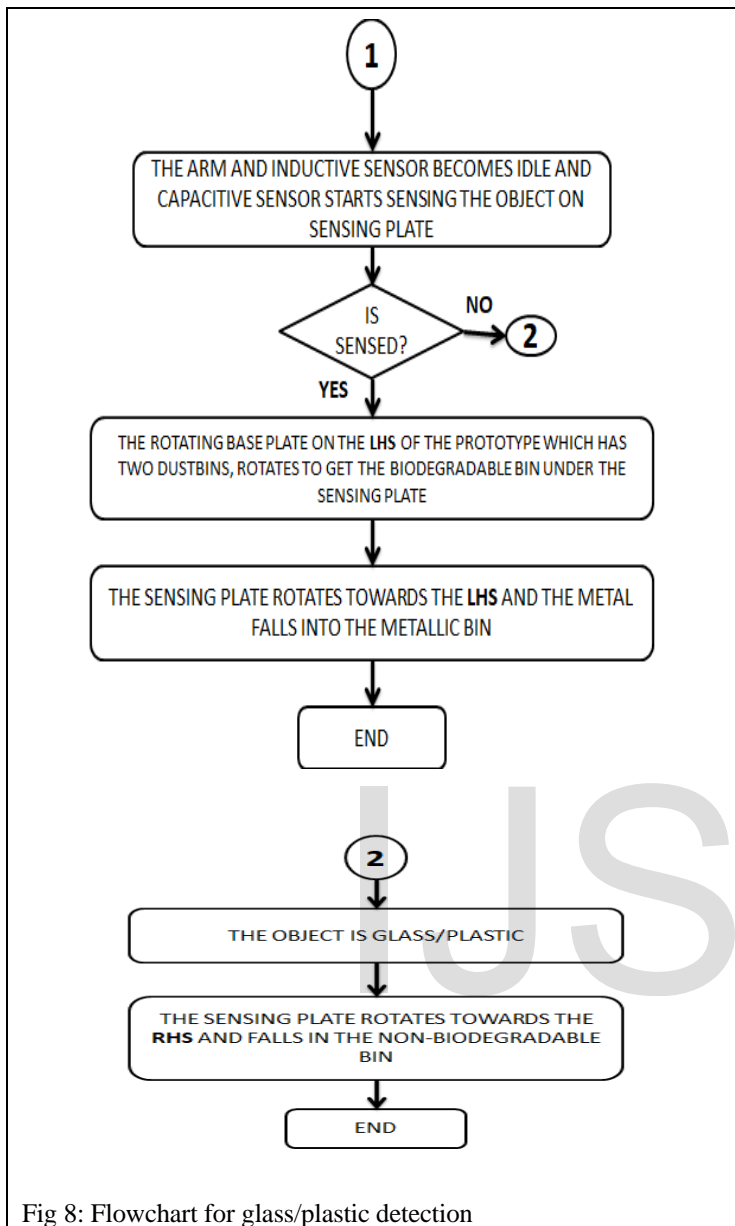 1
THE ARM AND INDUCTIVE SENSOR BECOMES IDLE AND
CAPACITIVE SENSOR STARTS SENSING THE OBJECT ON
SENSING PLATE
IS
SENSED?
NO
2
YES
THE ROTATING BASE PLATE ON THE LHS OF THE PROTOTYPE WHICH HAS
TWO DUSTBINS, ROTATES TO GET THE BIODEGRADABLE BIN UNDER THE
SENSING PLATE
THE SENSING PLATE ROTATES TOWARDS THE LHS AND THE METAL
FALLS INTO THE METALLIC BIN
END
IJS
2
THE OBJECT IS GLASS/PLASTIC
THE SENSING PLATE ROTATES TOWARDS THE
RHS AND FALLS IN THE NON-BIODEGRADABLE
BIN
END
Fig 8: Flowchart for glass/plastic detection